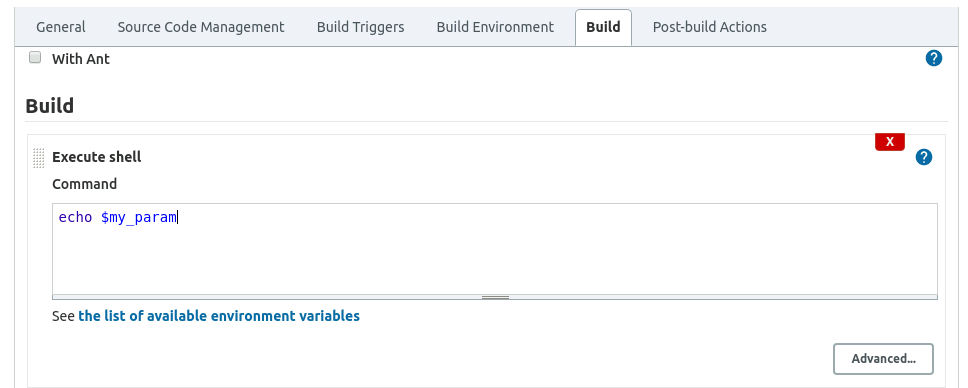 General Source Code Management Build Triggers Build Environment Build Post-build Actions
With Ant ?
Build
X
Execute shell ?
Command
echo $my_param
See the list of available environment variables
Advanced...